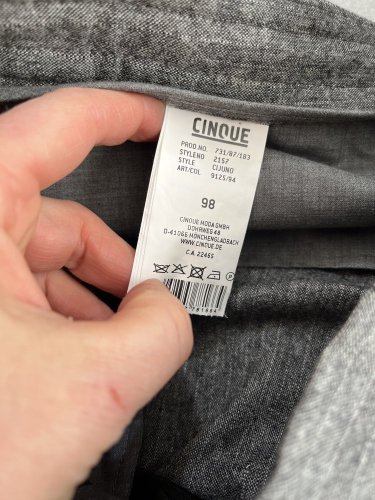 CINQUE
PROD.NO. 731/87/183
STYLENO 2157
STYLE CIJUNO
ART/COL 9125/94
98
CINQUE MODA GMBH
DOHRWEG 48
D-41066 MÖNCHENGLADBACH
WWW.CINQUE.DE
C.A. 22465
P